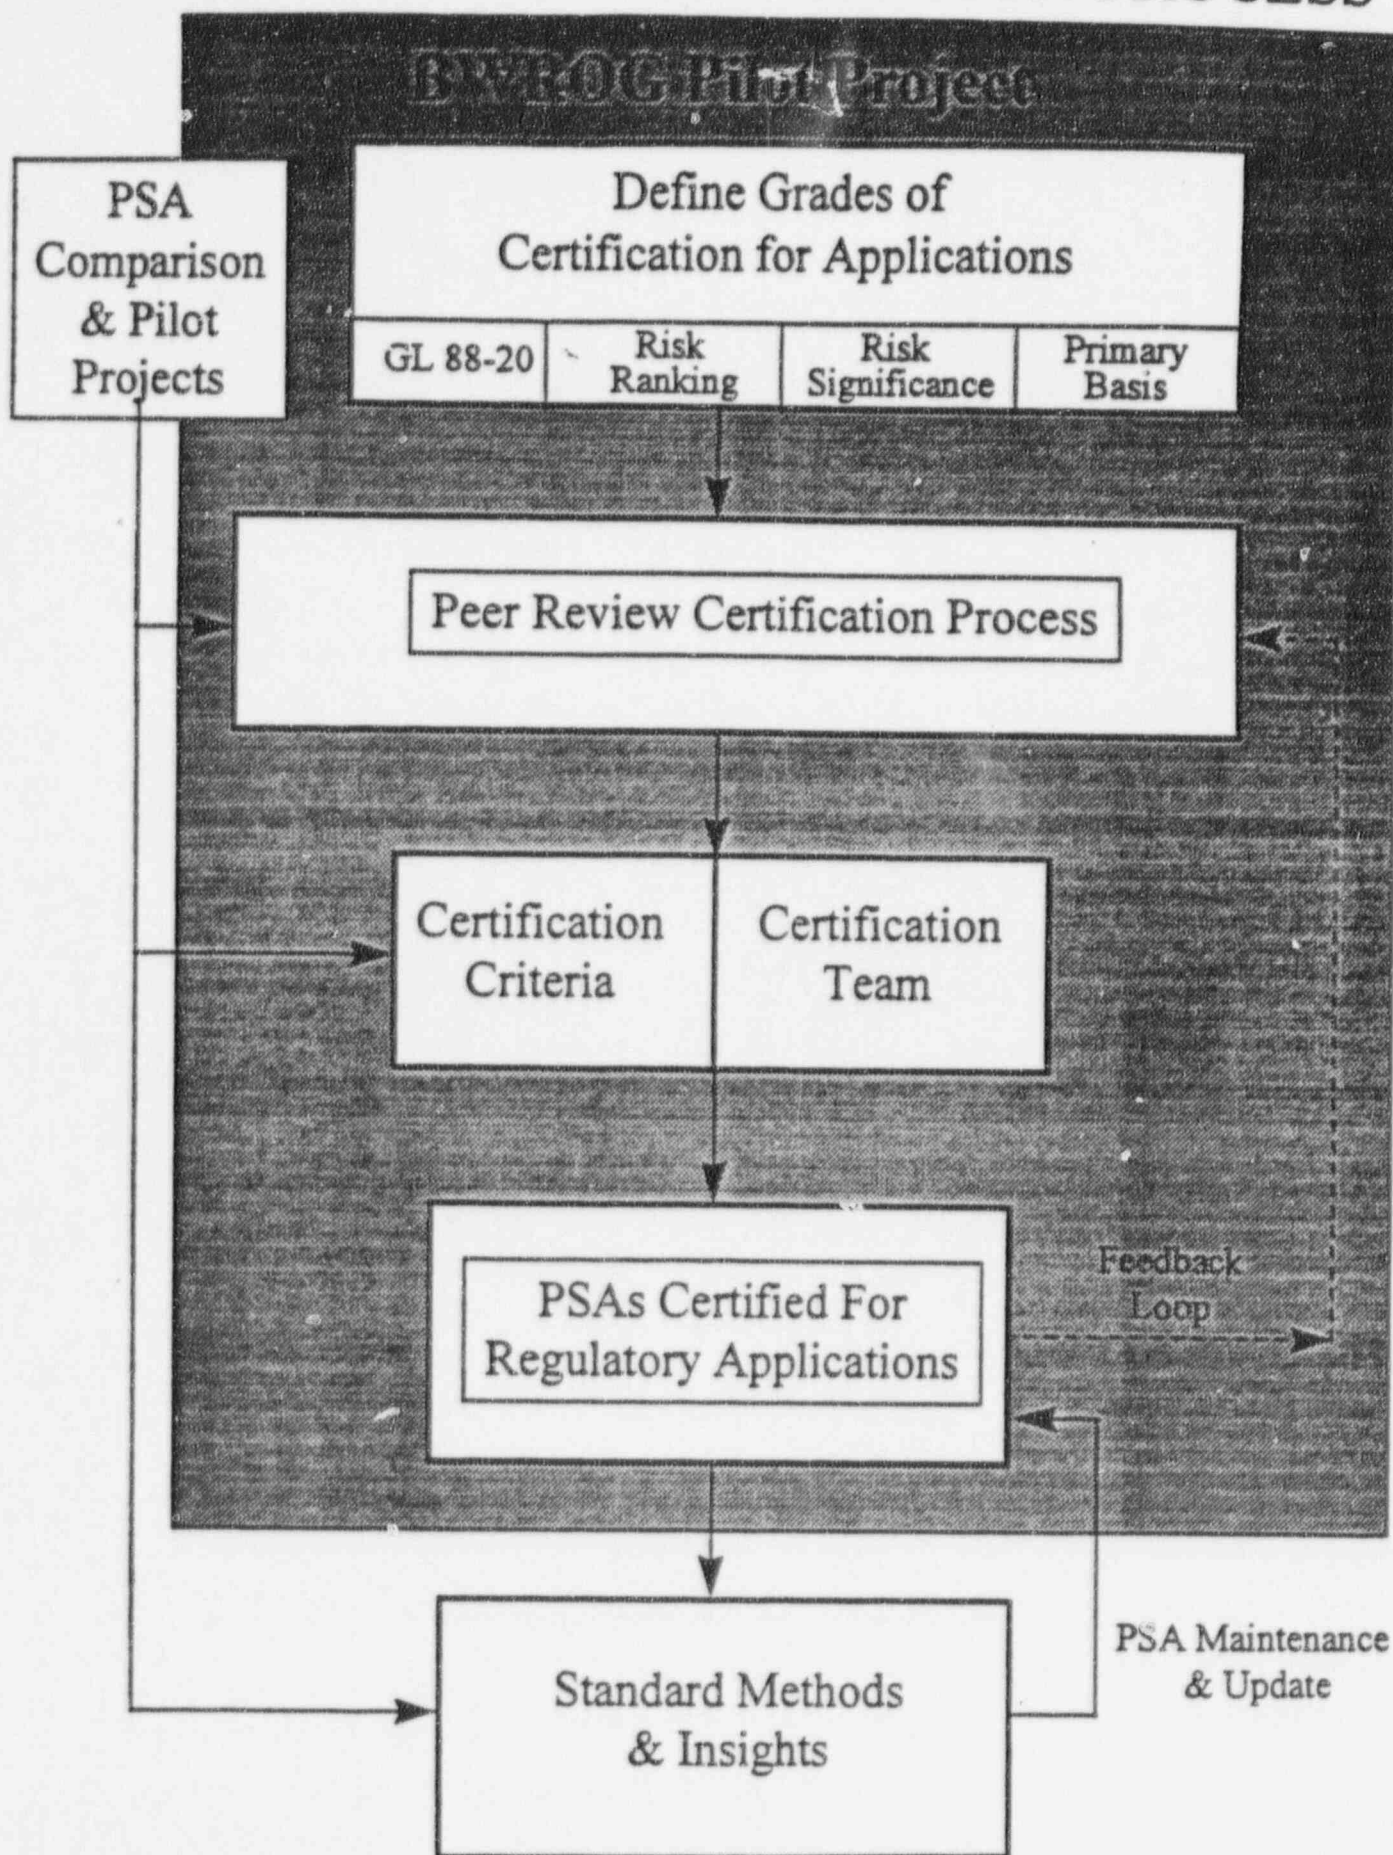 BWROG Pilot Project
PSA
Comparison
& Pilot
Projects
Define Grades of
Certification for Applications
GL 88-20
Risk
Ranking
Risk
Significance
Primary
Basis
Peer Review Certification Process
Certification
Criteria
Certification
Team
PSAs Certified For
Regulatory Applications
Feedback
Loop
Standard Methods
& Insights
PSA Maintenance
& Update